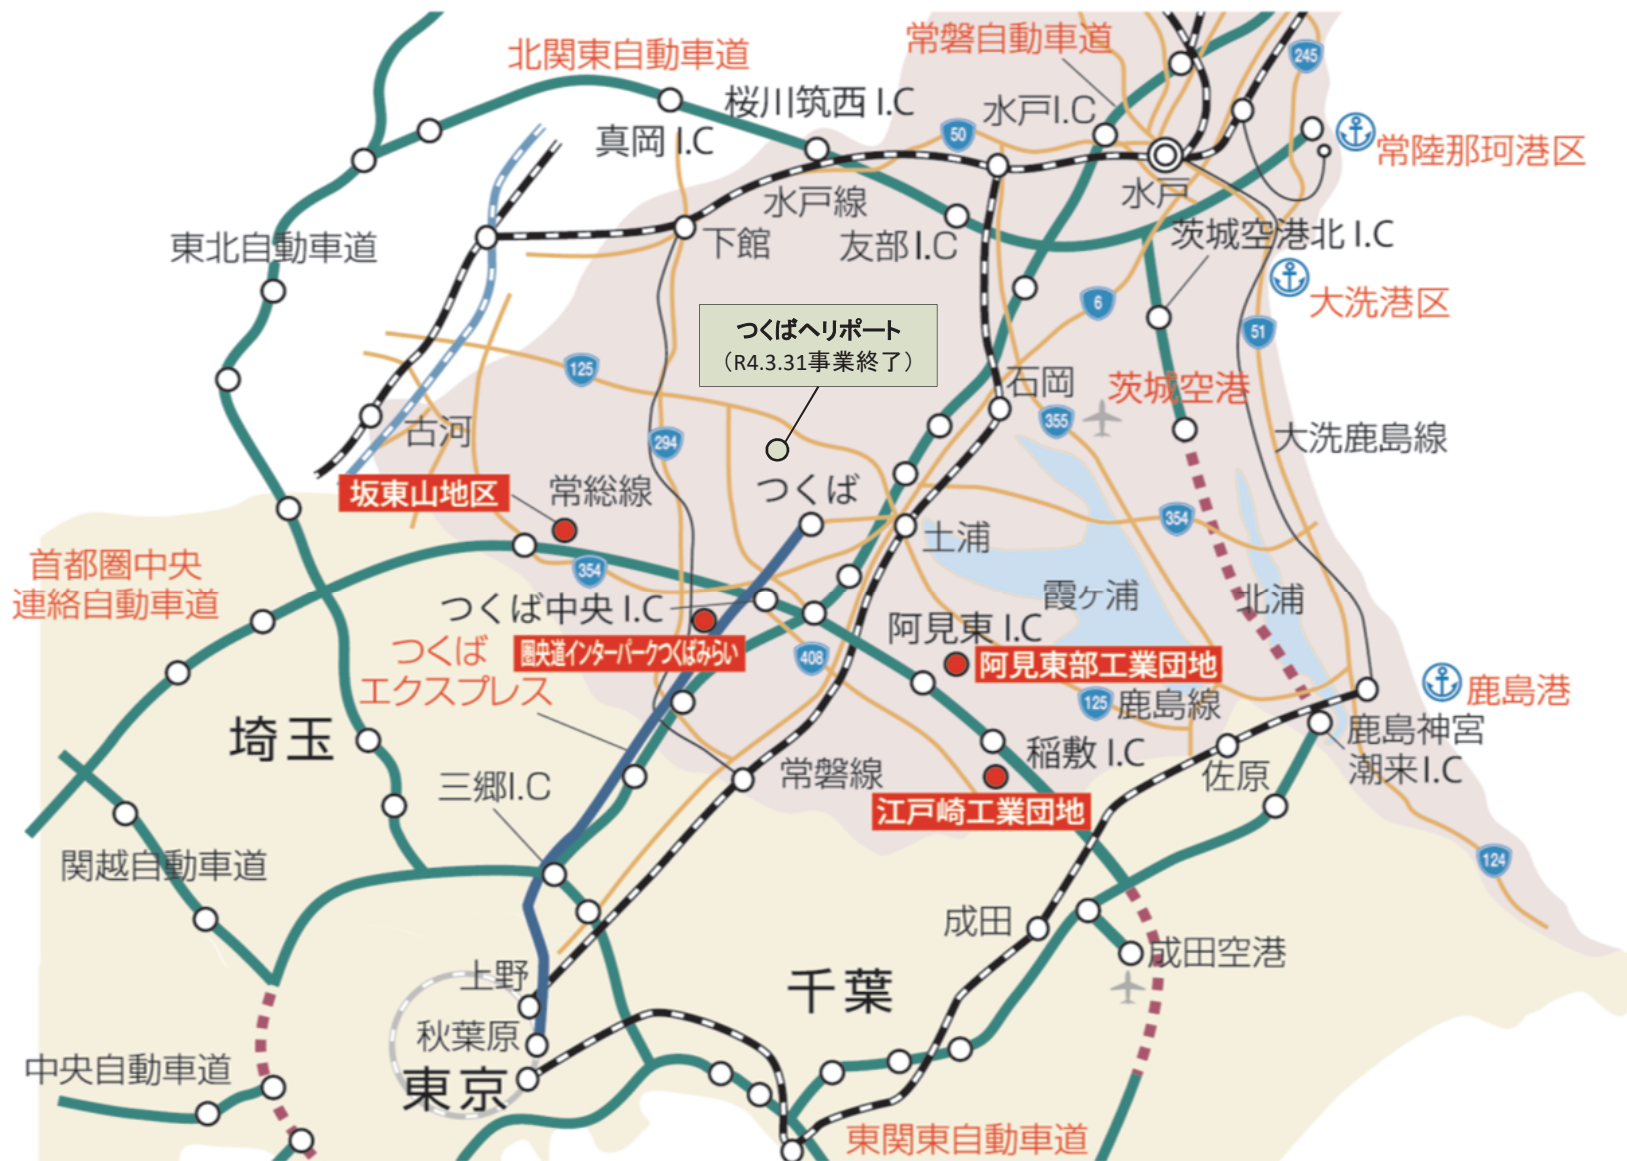 北関東自動車道
常磐自動車道
245
桜川筑西 I.C
水戸I.C
50
真岡 I.C
常陸那珂港区
水戸
水戸線
下館
友部 I.C
茨城空港北 I.C
東北自動車道
大洗港区
6
51
つくばヘリポート
（R4.3.31事業終了）
125
石岡
茨城空港
355
古河
294
大洗鹿島線
坂東山地区
常総線
つくば
354
土浦
首都圏中央
連絡自動車道
354
霞ヶ浦
北浦
つくば中央 I.C
阿見東 I.C
つくば
エクスプレス
圏央道インターパークつくばみらい
408
阿見東部工業団地
鹿島港
125
鹿島線
埼玉
鹿島神宮
潮来I.C
稲敷 I.C
佐原
三郷I.C
常磐線
江戸崎工業団地
関越自動車道
124
成田
成田空港
上野
千葉
秋葉原
中央自動車道
東京
東関東自動車道